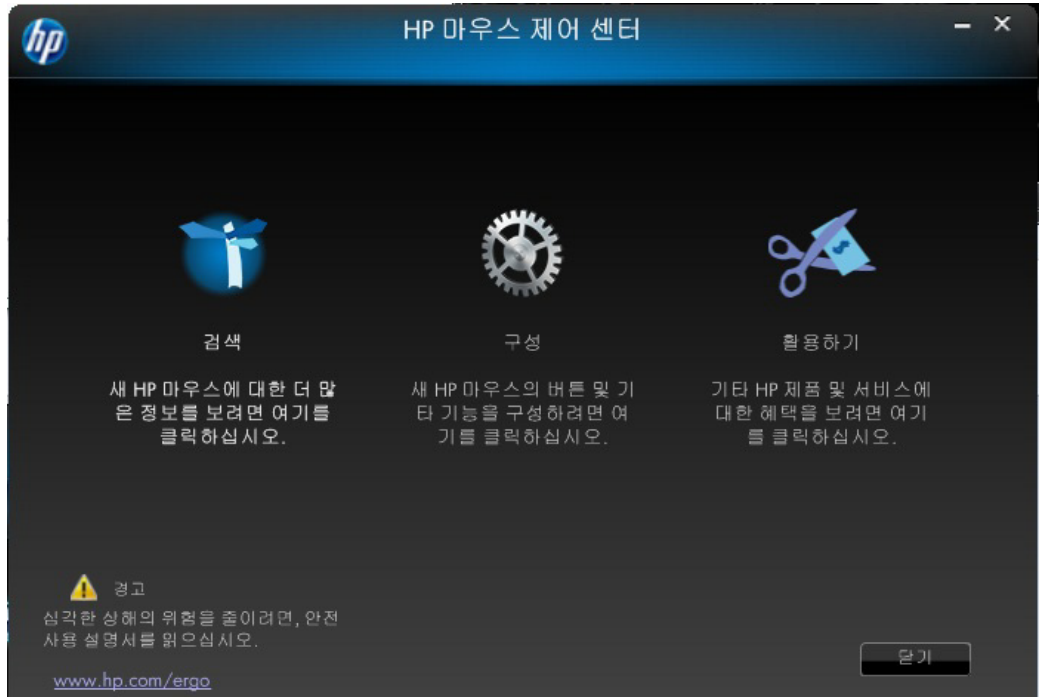 hp
HP 마우스 제어 센터
검색
새 HP 마우스에 대한 더 많
은 정보를 보려면 여기를
클릭하십시오.
구성
새 HP 마우스의 버튼 및 기
타 기능을 구성하려면 여
기를 클릭하십시오.
$
활용하기
기타 HP 제품 및 서비스에
대한 혜택을 보려면 여기
를 클릭하십시오.
경고
심각한 상해의 위험을 줄이려면, 안전
사용 설명서를 읽으십시오.
www.hp.com/ergo
닫기